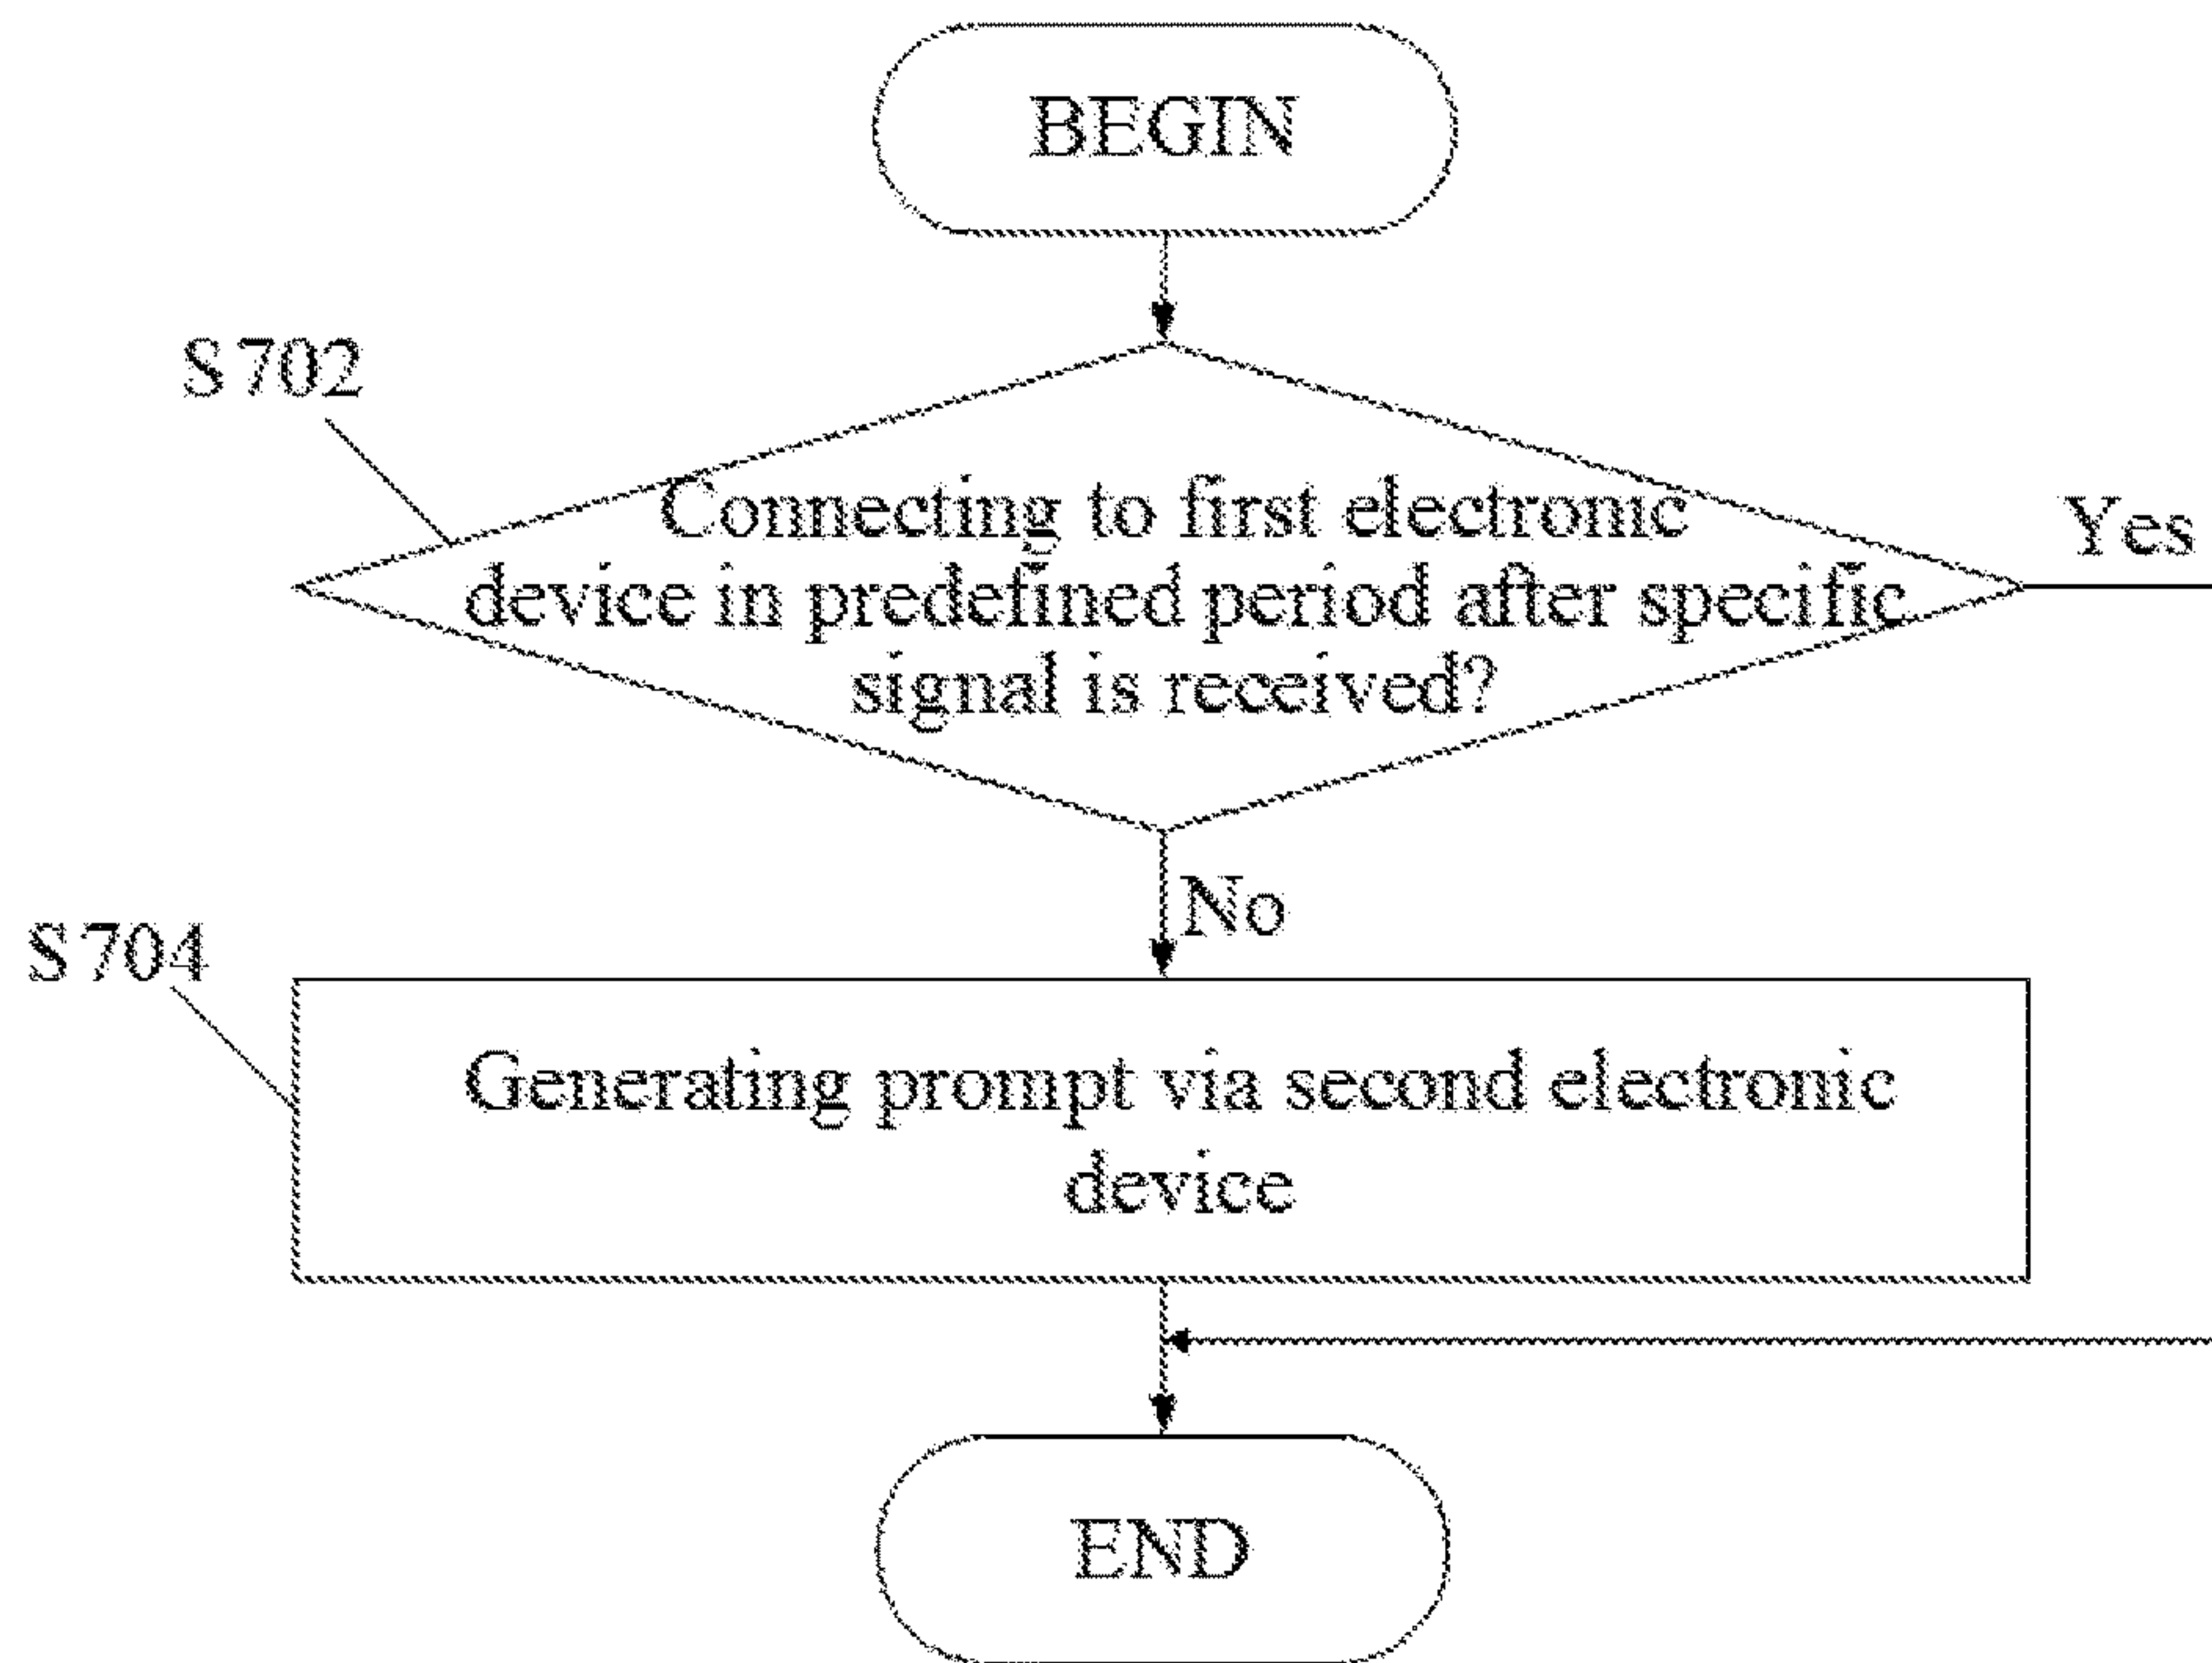 BEGIN
S702
Connecting to first electronic
device in predefined period after specific
signal is received?
Yes
No
S704
Generating prompt via second electronic
device
END